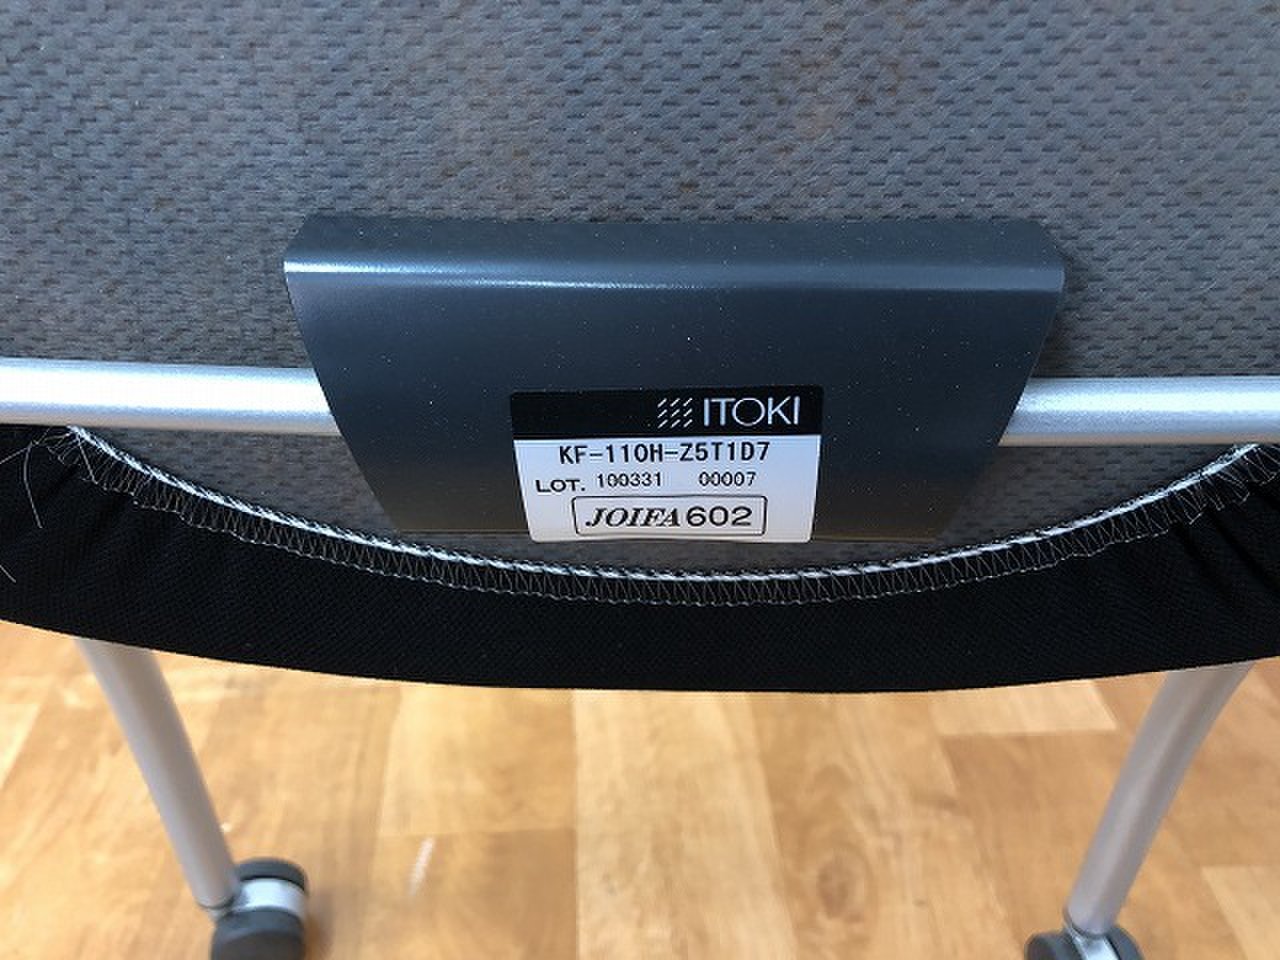 ITOKI
KF-110H-Z5T1D7
LOT. 100331 00007
JOIFA602